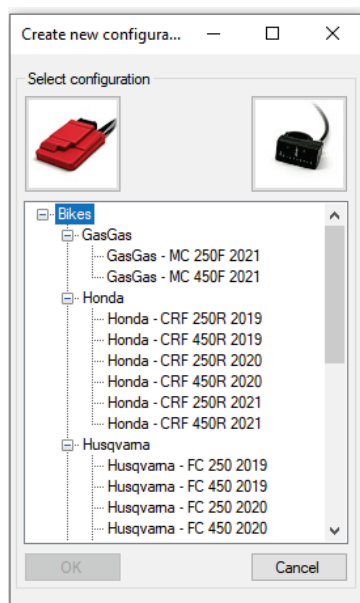 Create new configura...
Select configuration
Bikes
GasGas
GasGas - MC 250F 2021
GasGas - MC 450F 2021
Honda
Honda - CRF 250R 2019
Honda - CRF 450R 2019
Honda - CRF 250R 2020
Honda - CRF 450R 2020
Honda - CRF 250R 2021
Honda - CRF 450R 2021
Husqvarna
Husqvarna - FC 250 2019
Husqvarna - FC 450 2019
Husqvarna - FC 250 2020
Husqvarna - FC 450 2020
OK
Cancel